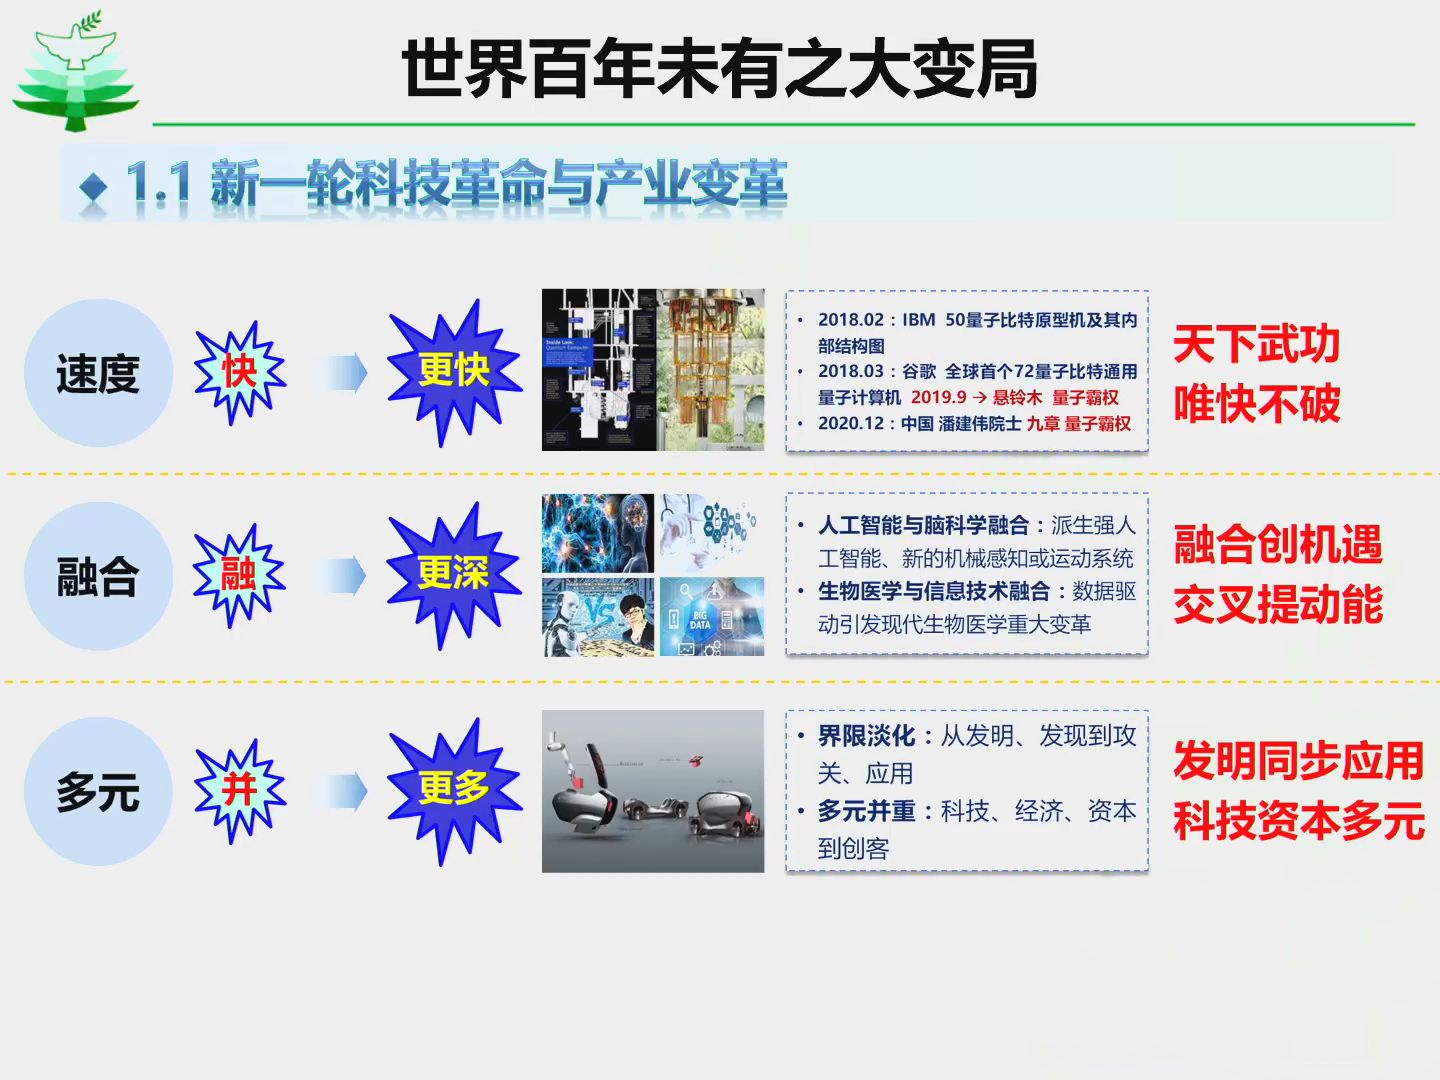 世界百年未有之大变局
◆ 1.1 新一轮科技革命与产业变革
速度
快
更快
• 2018.02：IBM 50量子比特原型机及其内
部结构图
• 2018.03：谷歌 全球首个72量子比特通用
量子计算机 2019.9 → 悬铃木 量子霸权
• 2020.12：中国 潘建伟院士 九章 量子霸权
天下武功
唯快不破
融合
融
更深
VS
BIG
DATA
• 人工智能与脑科学融合：派生强人
工智能、新的机械感知或运动系统
• 生物医学与信息技术融合：数据驱
动引发现代生物医学重大变革
融合创机遇
交叉提动能
多元
并
更多
• 界限淡化：从发明、发现到攻
关、应用
• 多元并重：科技、经济、资本
到创客
发明同步应用
科技资本多元